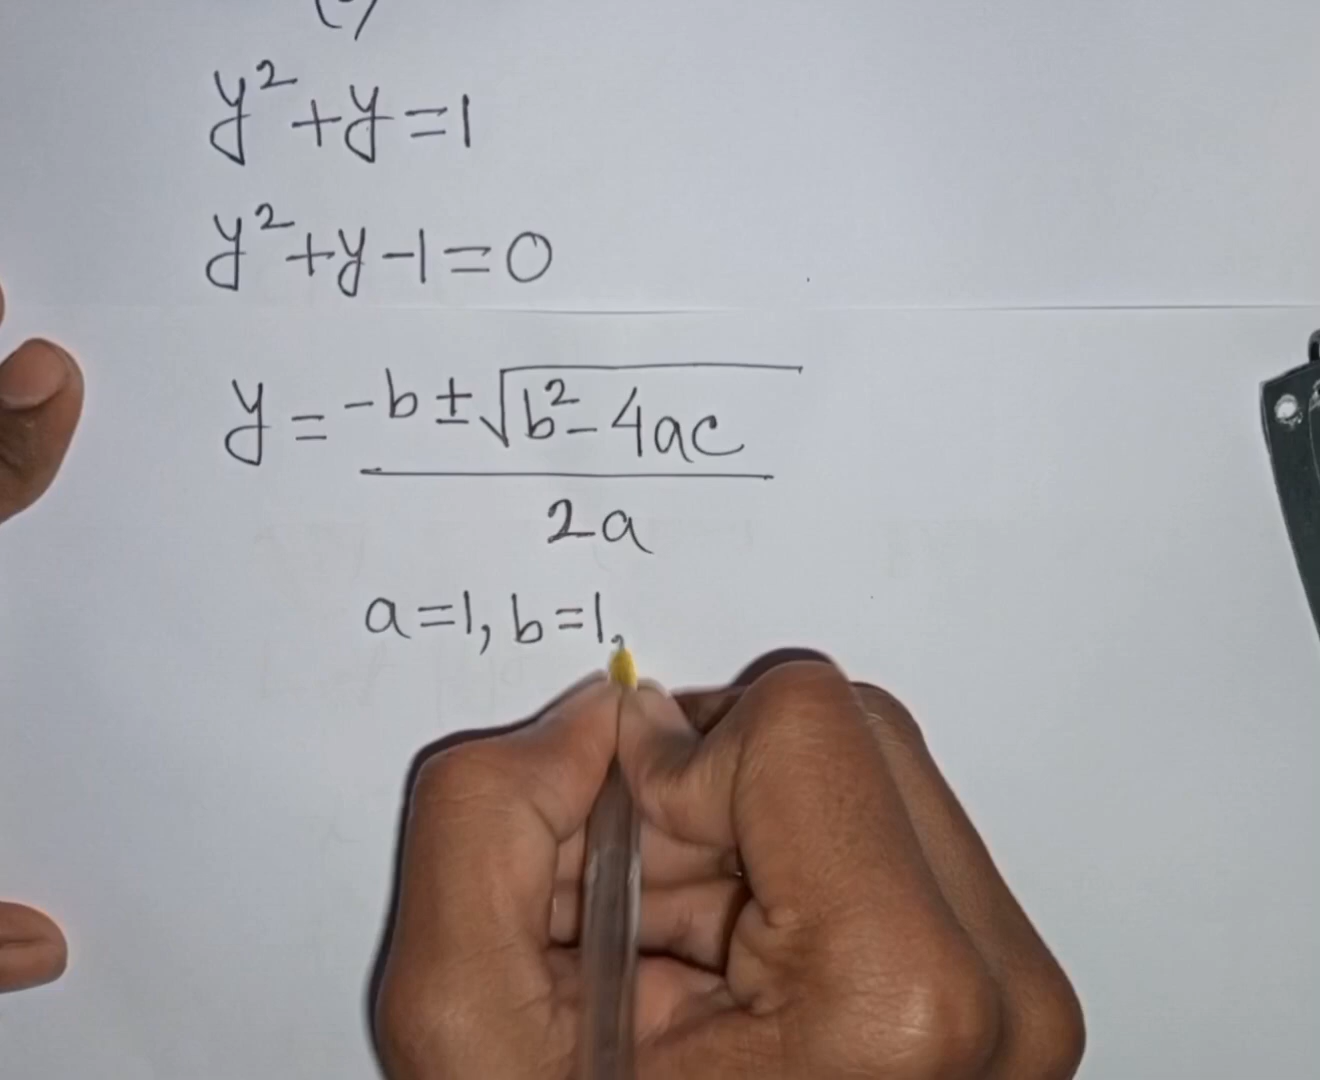 y²+y=1
y²+y-1=0
y=-b±√b²-4ac
2a
a=1, b=1,